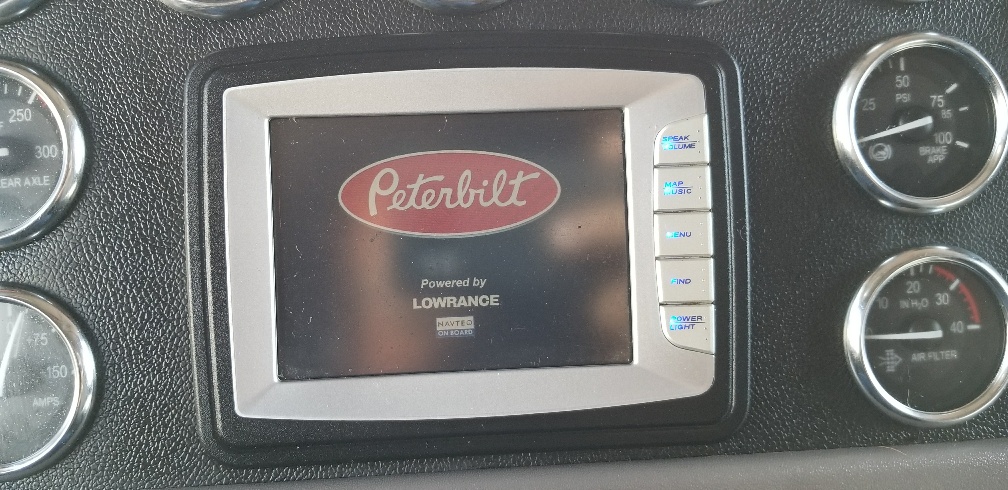 250
300
EAR AXLE
+75
150
AMPS
Peterbilt
Powered by
LOWRANCE
NAVTEQ
ON BOARD
SPEAK
VOLUME
MAP
MUSIC
MENU
FIND
POWER
LIGHT
25
50
PSI
75
85
100
BRAKE
APP
10
20
IN H₂O
30
40
AIR FILTER